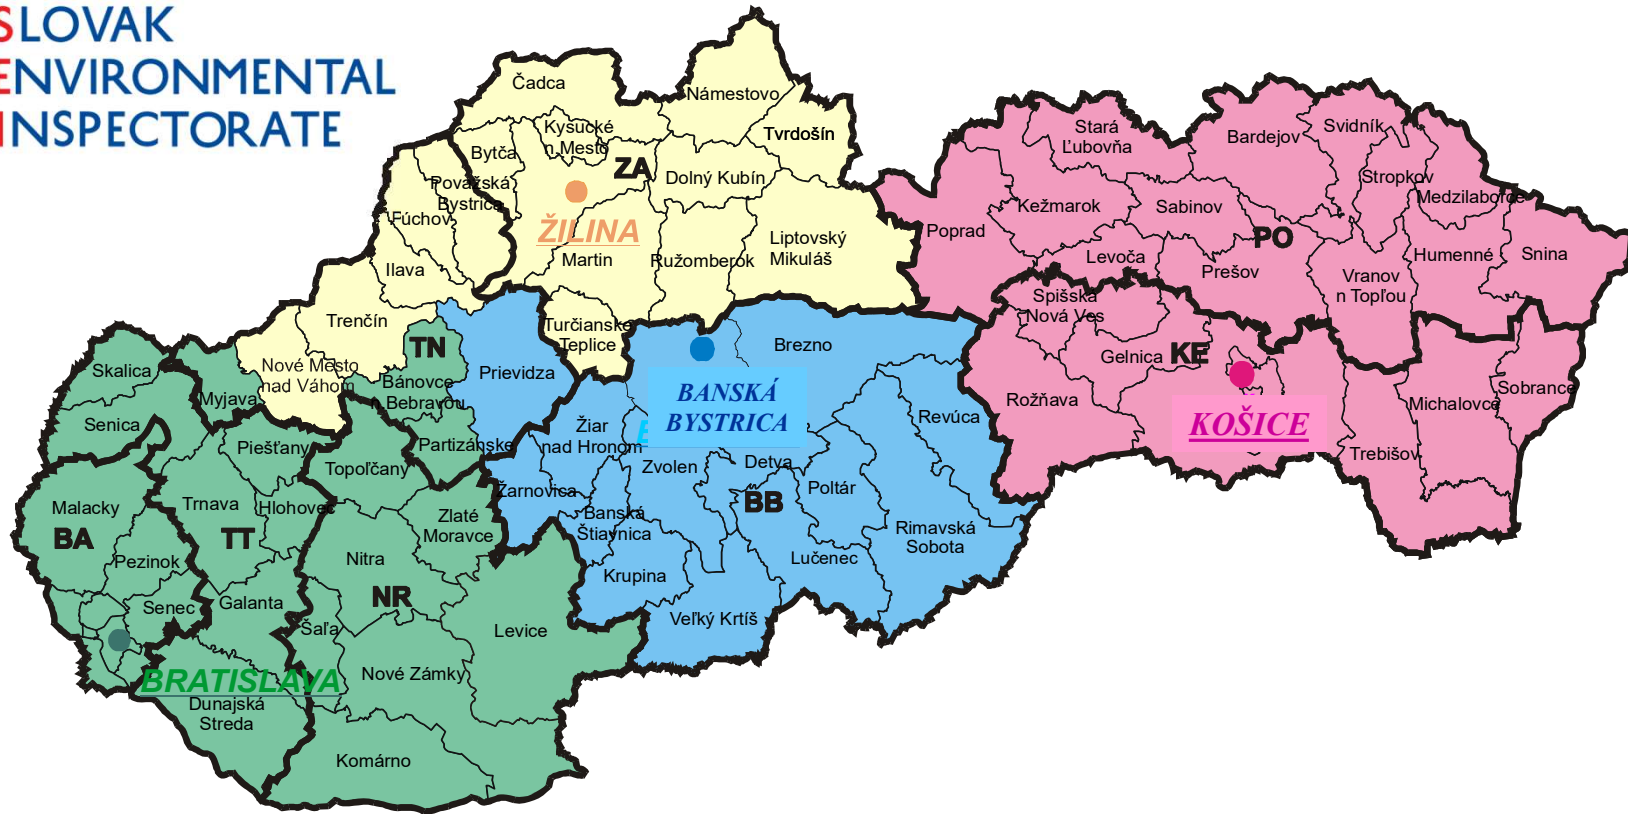 SLOVAK
ENVIRONMENTAL
INSPECTORATE
Čadca
Námestovo
Kysucké
n.Mesto
Tvrdošín
Bytča
ZA
Považská
Bystrica
Dolný Kubín
Fúchov
ŽILINA
Ilava
Martin
Ružomberok
Liptovský
Mikuláš
Trenčín
Turčianske
Teplice
Nové Mesto
nad Váhom
Stará
Ľubovňa
Bardejov
Svidník
Stropkov
Medzilaborce
Kežmarok
Sabinov
Poprad
PO
Levoča
Prešov
Humenné
Snina
Vranov
n Topľou
Spišská
Nová Ves
Gelnica
KE
Rožňava
KOŠICE
Michalovce
Sobrance
Trebišov
TN
Bánovce
n.Bebravou
Prievidza
Brezno
Skalica
Myjava
Senica
Piešťany
Partizánske
Topoľčany
BANSKÁ
BYSTRICA
Žiar
nad Hronom
Revúca
Zvolen
Detva
Poltár
Žarnovica
BB
Banská
Štiavnica
Rimavská
Sobota
Lučenec
Krupina
Veľký Krtíš
Malacky
BA
Trnava
Hlohovec
TT
Zlaté
Moravce
Pezinok
Nitra
NR
Senec
Galanta
Šaľa
Levice
BRATISLAVA
Nové Zámky
Dunajská
Streda
Komárno